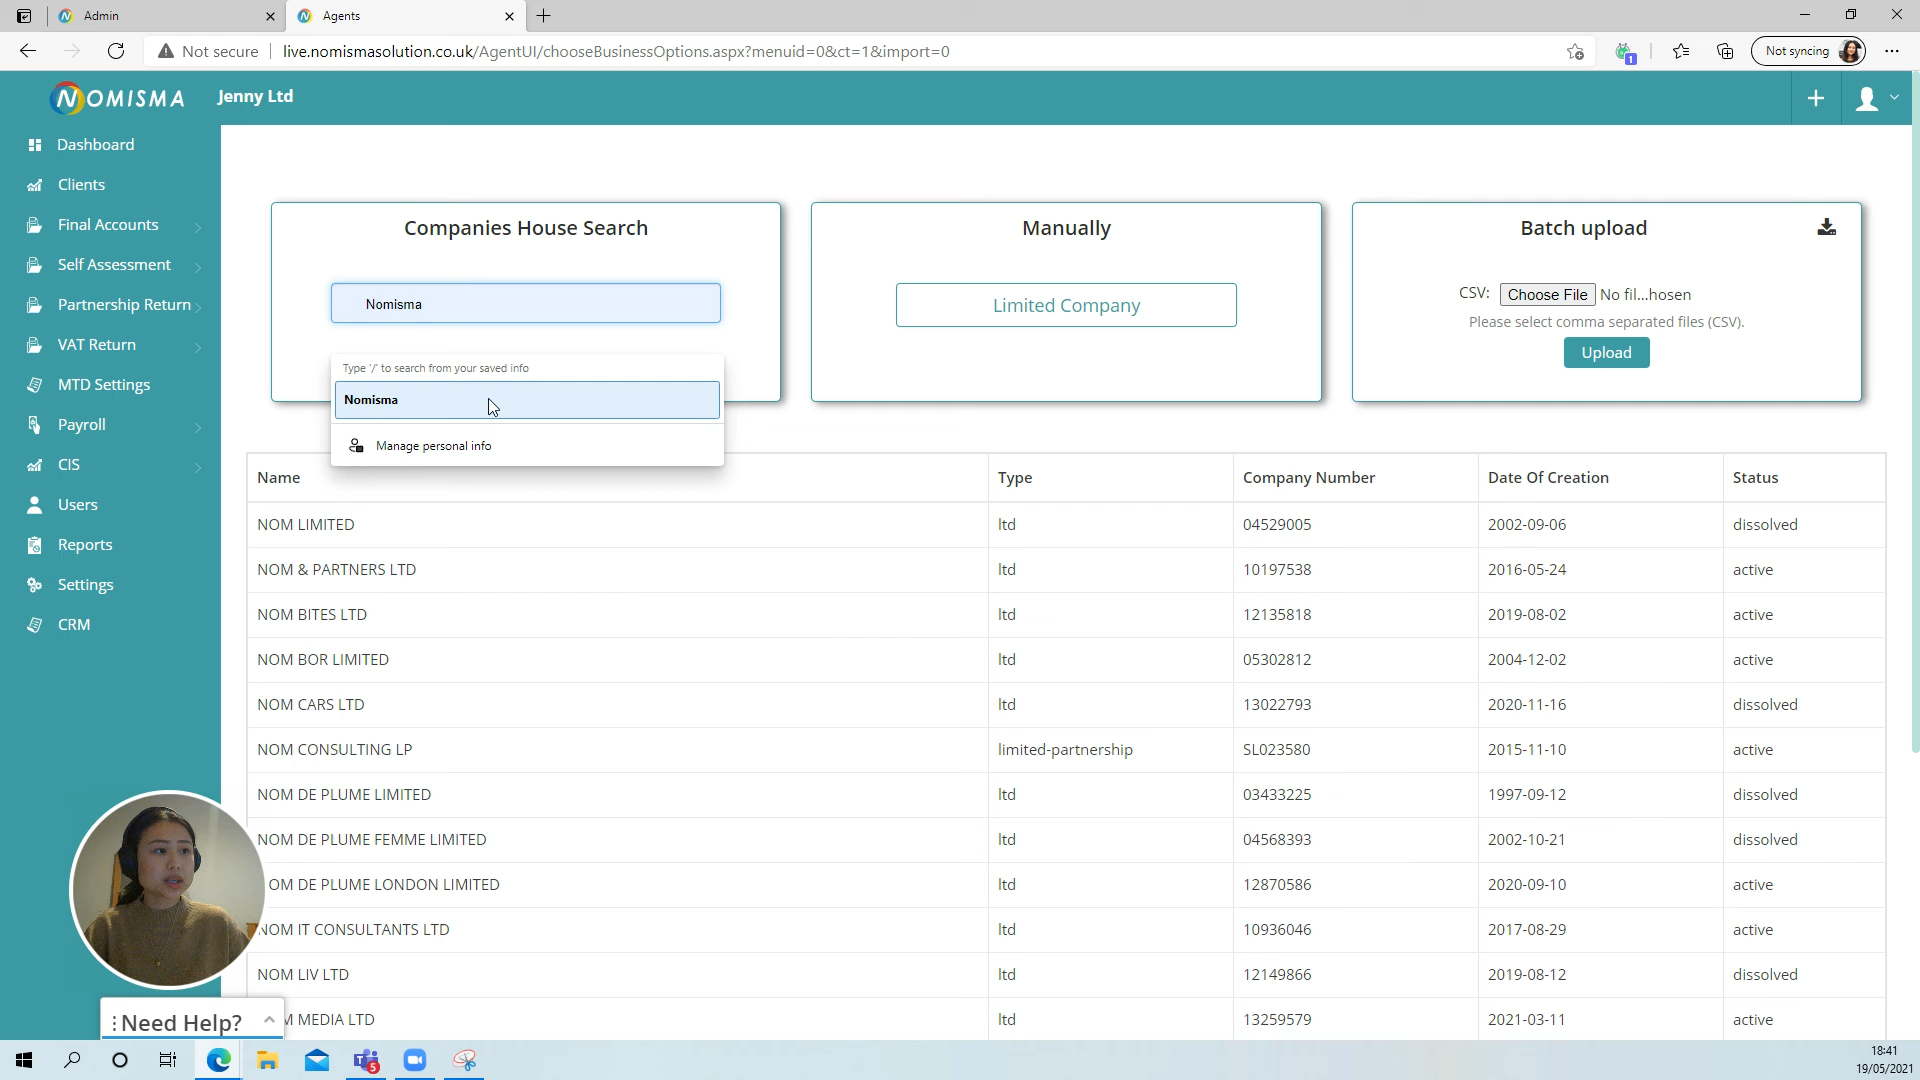 Admin
Agents
Not secure
live.nomismasolution.co.uk/AgentUI/chooseBusinessOptions.aspx?menuid=0&ct=1&import=0
1
Not syncing
NOMISMA
Jenny Ltd
Dashboard
Clients
Final Accounts
Self Assessment
Partnership Return
VAT Return
MTD Settings
Payroll
CIS
Users
Reports
Settings
CRM
Companies House Search
Nomisma
Type '/' to search from your saved info
Nomisma
Manage personal info
Manually
Limited Company
Batch upload
CSV: Choose File No fil...hosen
Please select comma separated files (CSV).
Upload
Name Type Company Number Date Of Creation Status
NOM LIMITED ltd 04529005 2002-09-06 dissolved
NOM & PARTNERS LTD ltd 10197538 2016-05-24 active
NOM BITES LTD ltd 12135818 2019-08-02 active
NOM BOR LIMITED ltd 05302812 2004-12-02 active
NOM CARS LTD ltd 13022793 2020-11-16 dissolved
NOM CONSULTING LP limited-partnership SL023580 2015-11-10 active
NOM DE PLUME LIMITED ltd 03433225 1997-09-12 dissolved
NOM DE PLUME FEMME LIMITED ltd 04568393 2002-10-21 dissolved
OM DE PLUME LONDON LIMITED ltd 12870586 2020-09-10 active
NOM IT CONSULTANTS LTD ltd 10936046 2017-08-29 active
NOM LIV LTD ltd 12149866 2019-08-12 dissolved
M MEDIA LTD ltd 13259579 2021-03-11 active
Need Help?
5
18:41
19/05/2021